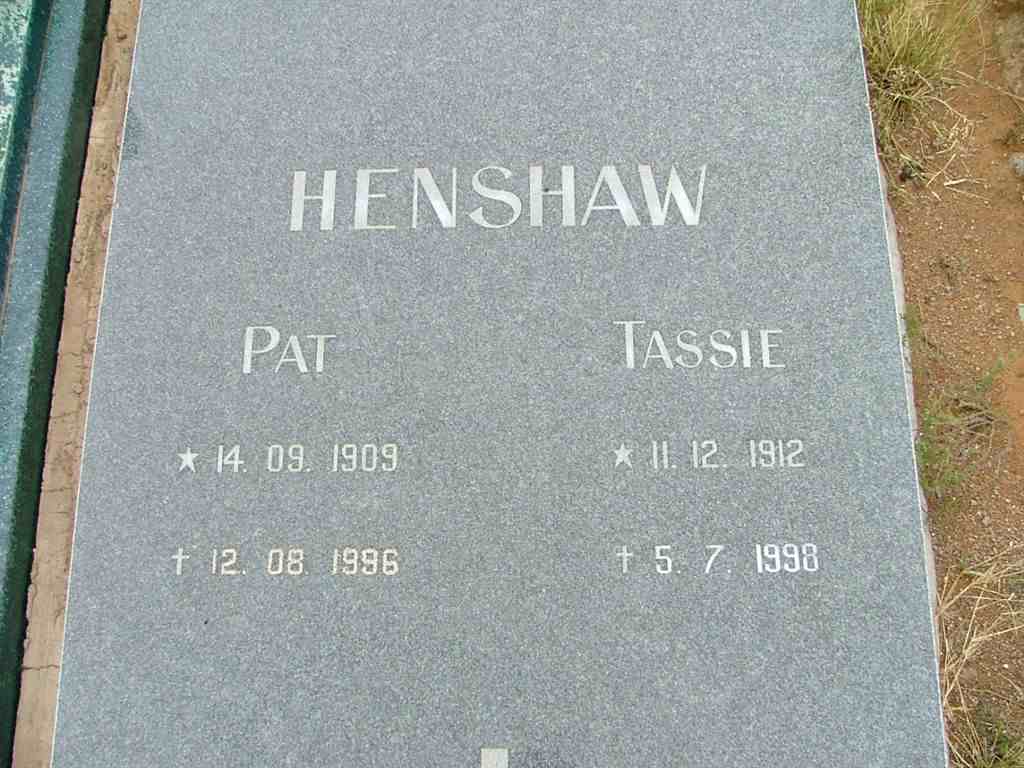 HENSHAW
PAT TASSIE
★ 14. 09. 1909 ★ 11. 12. 1912
† 12. 08. 1996 † 5. 7. 1998